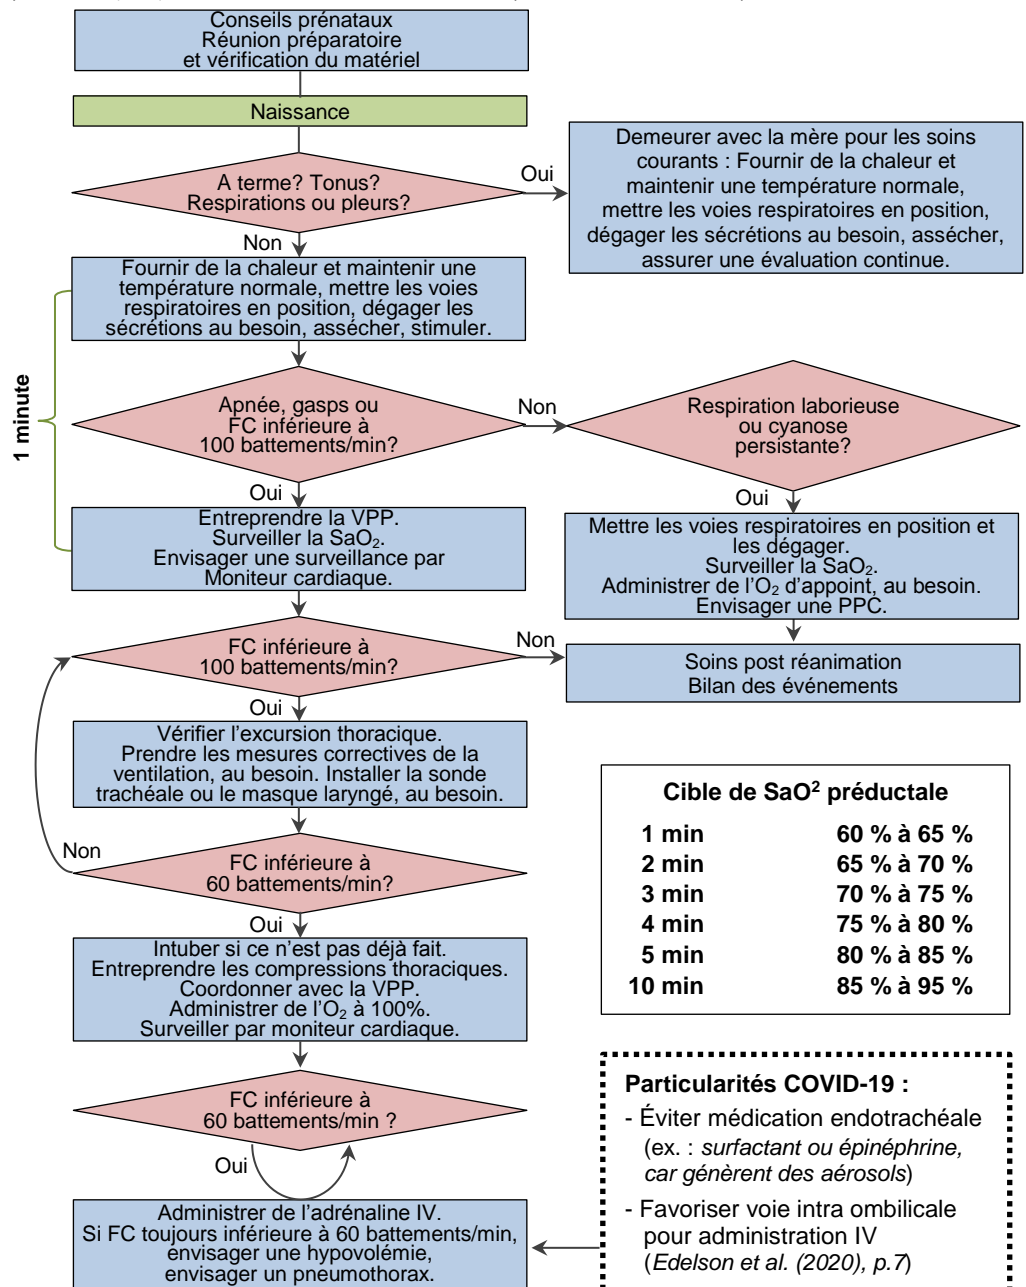 Conseils prénataux
Réunion préparatoire
et vérification du matériel
Naissance
A terme? Tonus?
Respirations ou pleurs?
Oui
Demeurer avec la mère pour les soins
courants : Fournir de la chaleur et
maintenir une température normale,
mettre les voies respiratoires en position,
dégager les sécrétions au besoin, assécher,
assurer une évaluation continue.
Non
Fournir de la chaleur et maintenir une
température normale, mettre les voies
respiratoires en position, dégager les
sécrétions au besoin, assécher, stimuler.
1 minute
Apnée, gasps ou
FC inférieure à
100 battements/min?
Non
Respiration laborieuse
ou cyanose
persistante?
Oui
Entreprendre la VPP.
Surveiller la SaO₂.
Envisager une surveillance par
Moniteur cardiaque.
Oui
Mettre les voies respiratoires en position et
les dégager.
Surveiller la SaO₂.
Administrer de l’O₂ d’appoint, au besoin.
Envisager une PPC.
FC inférieure à
100 battements/min?
Non
Soins post réanimation
Bilan des événements
Oui
Vérifier l’excursion thoracique.
Prendre les mesures correctives de la
ventilation, au besoin. Installer la sonde
trachéale ou le masque laryngé, au besoin.
Non
FC inférieure à
60 battements/min?
Oui
Intuber si ce n’est pas déjà fait.
Entreprendre les compressions thoraciques.
Coordonner avec la VPP.
Administrer de l’O₂ à 100%.
Surveiller par moniteur cardiaque.
FC inférieure à
60 battements/min ?
Oui
Administrer de l’adrénaline IV.
Si FC toujours inférieure à 60 battements/min,
envisager une hypovolémie,
envisager un pneumothorax.
Cible de SaO² préductale
1 min 60 % à 65 %
2 min 65 % à 70 %
3 min 70 % à 75 %
4 min 75 % à 80 %
5 min 80 % à 85 %
10 min 85 % à 95 %
Particularités COVID-19 :
- Éviter médication endotrachéale
(ex. : surfactant ou épinéphrine,
car génèrent des aérosols)
- Favoriser voie intra ombilicale
pour administration IV
(Edelson et al. (2020), p.7)